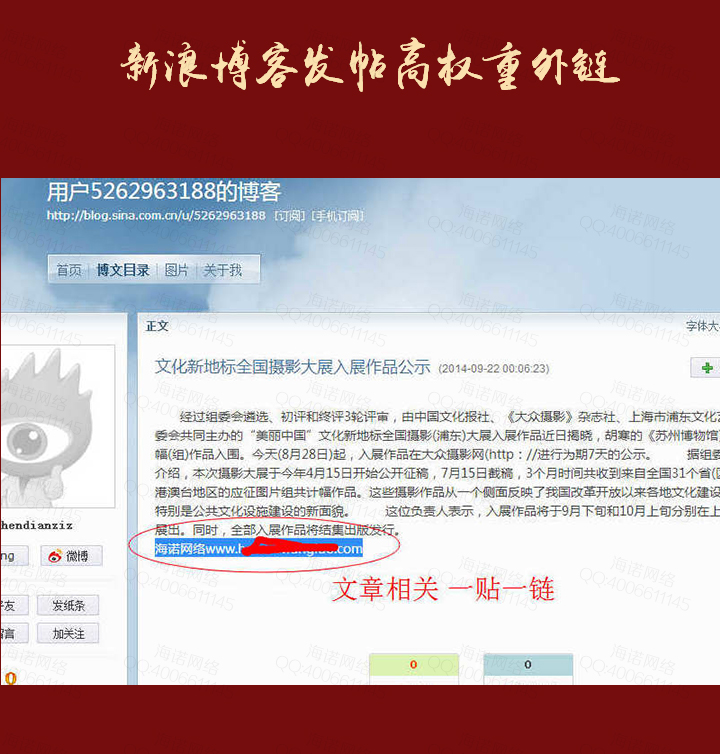 新浪博客发帖高权重外链
用户5262963188的博客
http://blog.sina.com.cn/u/5262963188 [订阅] [手机订阅]
首页 博文目录 图片 关于我
正文
字体大
文化新地标全国摄影大展入展作品公示 (2014-09-22 00:06:23)
经过组委会遴选、初评和终评3轮评审，由中国文化报社、《大众摄影》杂志社、上海市浦东文化艺
委会共同主办的“美丽中国”文化新地标全国摄影(浦东)大展入展作品近日揭晓，胡寒的《苏州博物馆
幅(组)作品入围。今天(8月28日)起，入展作品在大众摄影网(http：//进行为期7天的公示。 据组委
介绍，本次摄影大展于今年4月15日开始公开征稿，7月15日截稿，3个月时间共收到来自全国31个省(区
港澳台地区的应征图片组共计幅作品。这些摄影作品从一个侧面反映了我国改革开放以来各地文化建设
特别是公共文化设施建设的新面貌。 这位负责人表示，入展作品将于9月下旬和10月上旬分别在上
展出。同时，全部入展作品将结集出版发行。
海诺网络www.h
.com
文章相关 一贴一链
hendianziz
ng
微博
好友
发纸条
留言
加关注
0
0
0
海诺网络
QQ400661145